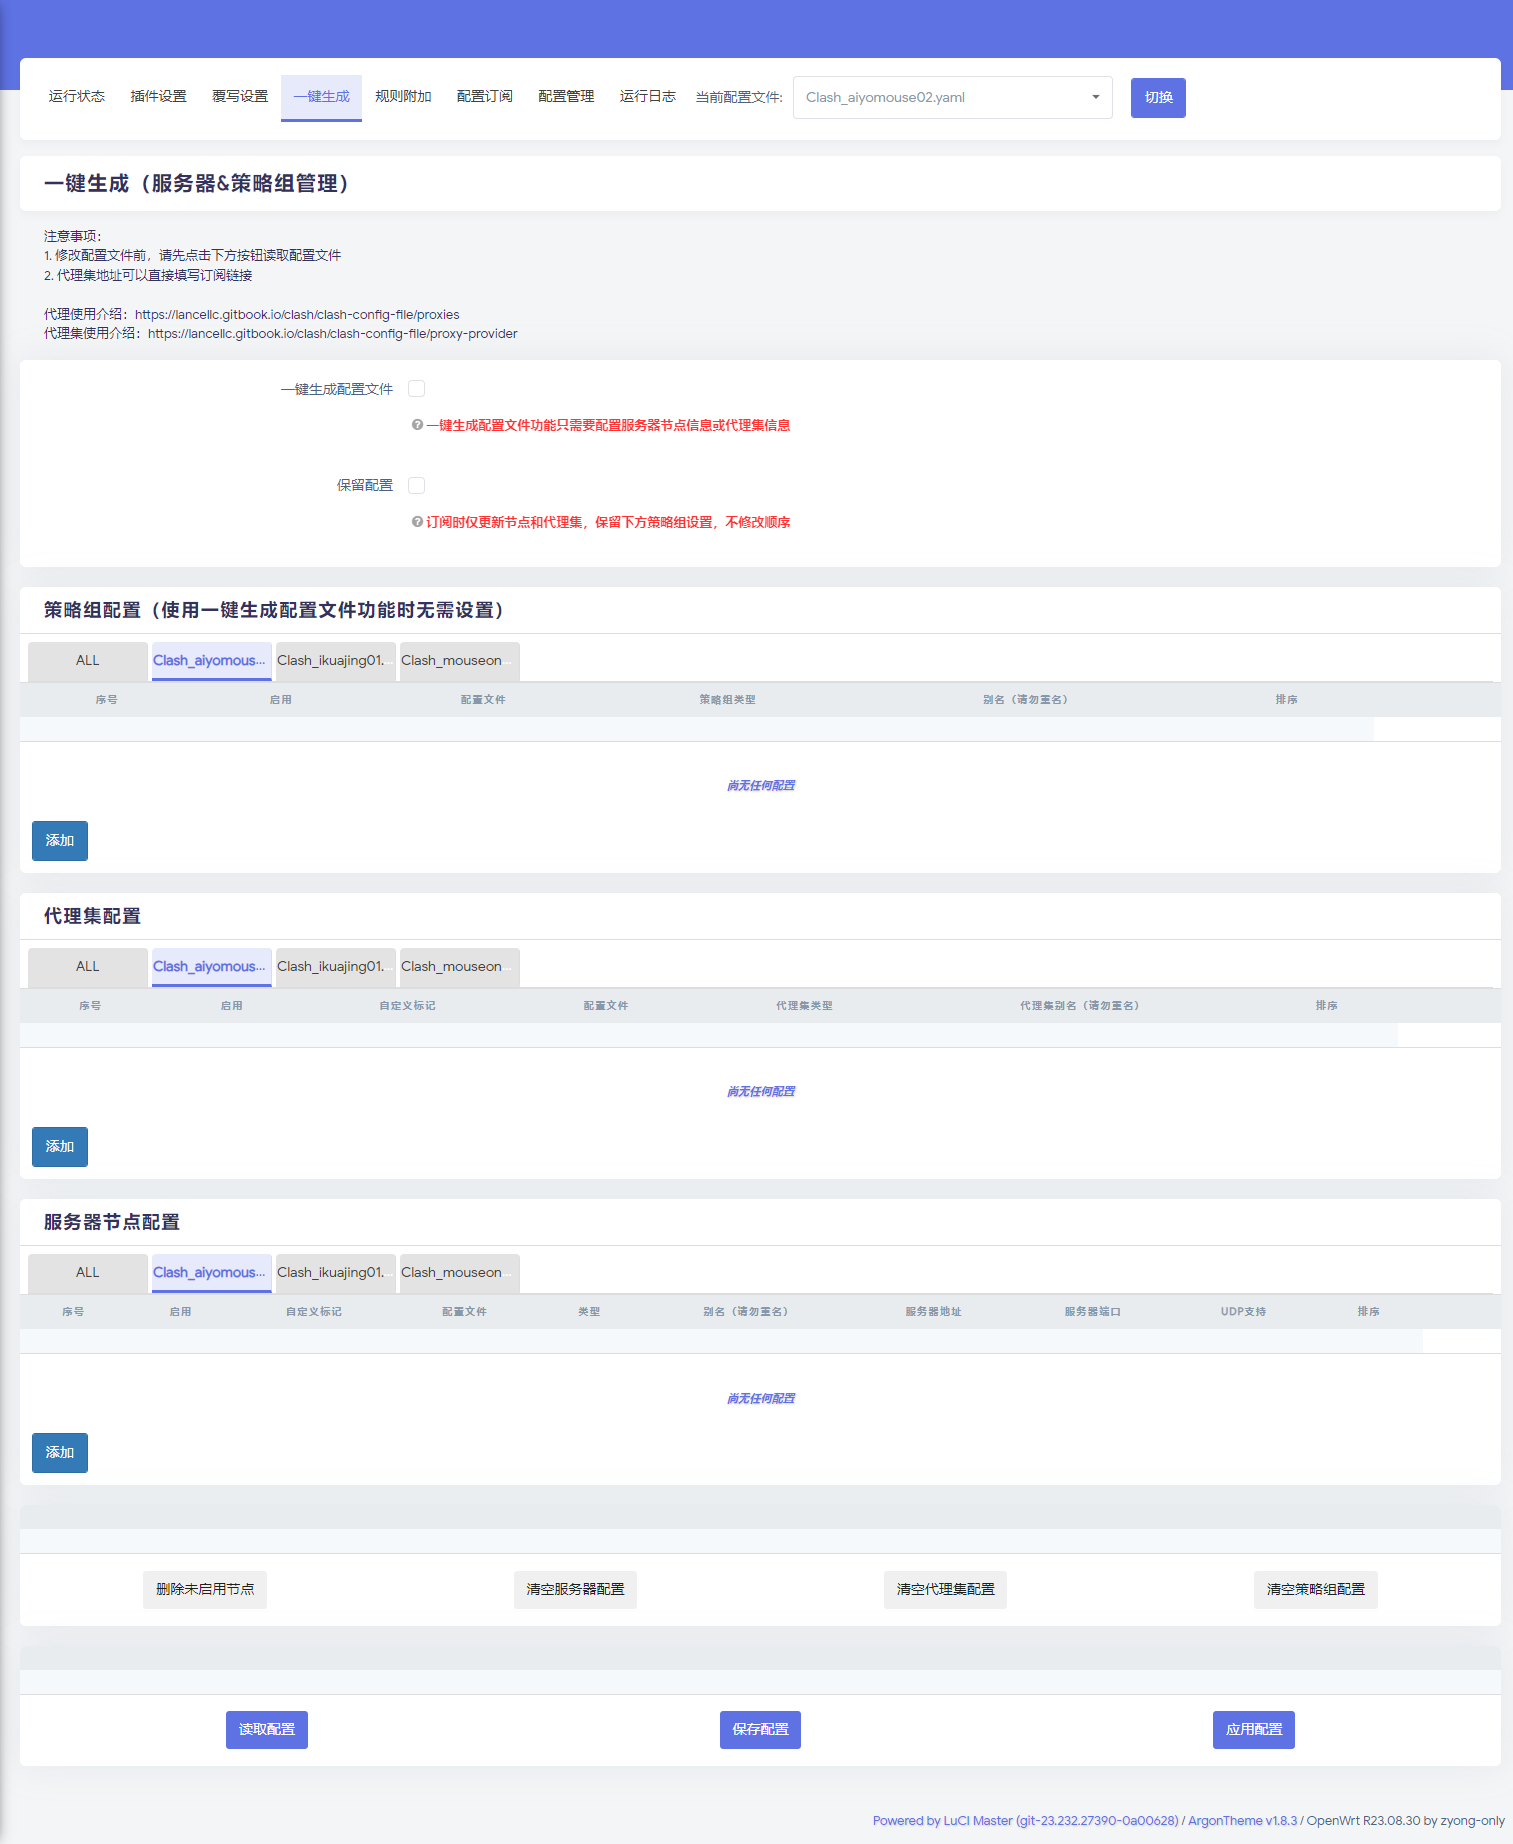 运行状态 插件设置 覆写设置 一键生成 规则附加 配置订阅 配置管理 运行日志 当前配置文件: Clash_aiyomouse02.yaml 切换
一键生成（服务器&策略组管理）
注意事项：
1. 修改配置文件前，请先点击下方按钮读取配置文件
2. 代理集地址可以直接填写订阅链接
代理使用介绍：https://lancellc.gitbook.io/clash/clash-config-file/proxies
代理集使用介绍：https://lancellc.gitbook.io/clash/clash-config-file/proxy-provider
一键生成配置文件
一键生成配置文件功能只需要配置服务器节点信息或代理集信息
保留配置
订阅时仅更新节点和代理集，保留下方策略组设置，不修改顺序
策略组配置（使用一键生成配置文件功能时无需设置）
ALL Clash_aiyomous... Clash_ikuajing01... Clash_mouseon...
序号 启用 配置文件 策略组类型 别名（请勿重名） 排序
尚无任何配置
添加
代理集配置
ALL Clash_aiyomous... Clash_ikuajing01... Clash_mouseon...
序号 启用 自定义标记 配置文件 代理集类型 代理集别名（请勿重名） 排序
尚无任何配置
添加
服务器节点配置
ALL Clash_aiyomous... Clash_ikuajing01... Clash_mouseon...
序号 启用 自定义标记 配置文件 类型 别名（请勿重名） 服务器地址 服务器端口 UDP支持 排序
尚无任何配置
添加
删除未启用节点 清空服务器配置 清空代理集配置 清空策略组配置
读取配置 保存配置 应用配置
Powered by LuCI Master (git-23.232.27390-0a00628) / ArgonTheme v1.8.3 / OpenWrt R23.08.30 by zyong-only